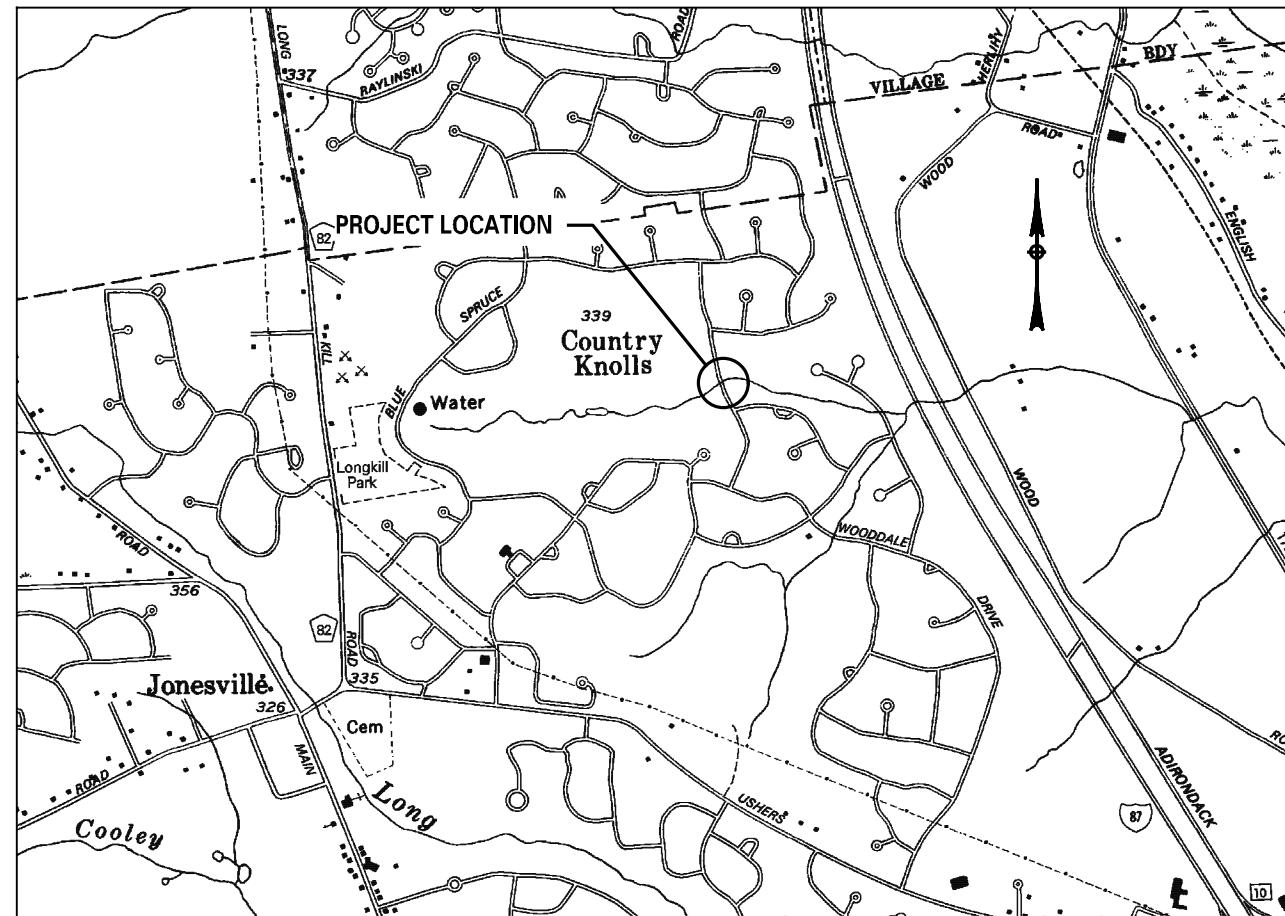 LONG
ROAD
337
RAYLINSKI
WERLIHY
BDY
VILLAGE
ROAD
WOOD
82
PROJECT LOCATION
ENGLISH
SPRUCE
339
Country
Knolls
KILL
BLUE
Water
Longkill
Park
WOOD
ROAD
WOODDALE
356
DRIVE
82
ROAD
Jonesville
335
326
Cem
MAIN
ROAD
Long
ADIRONDACK
USHERS
87
Cooley
10